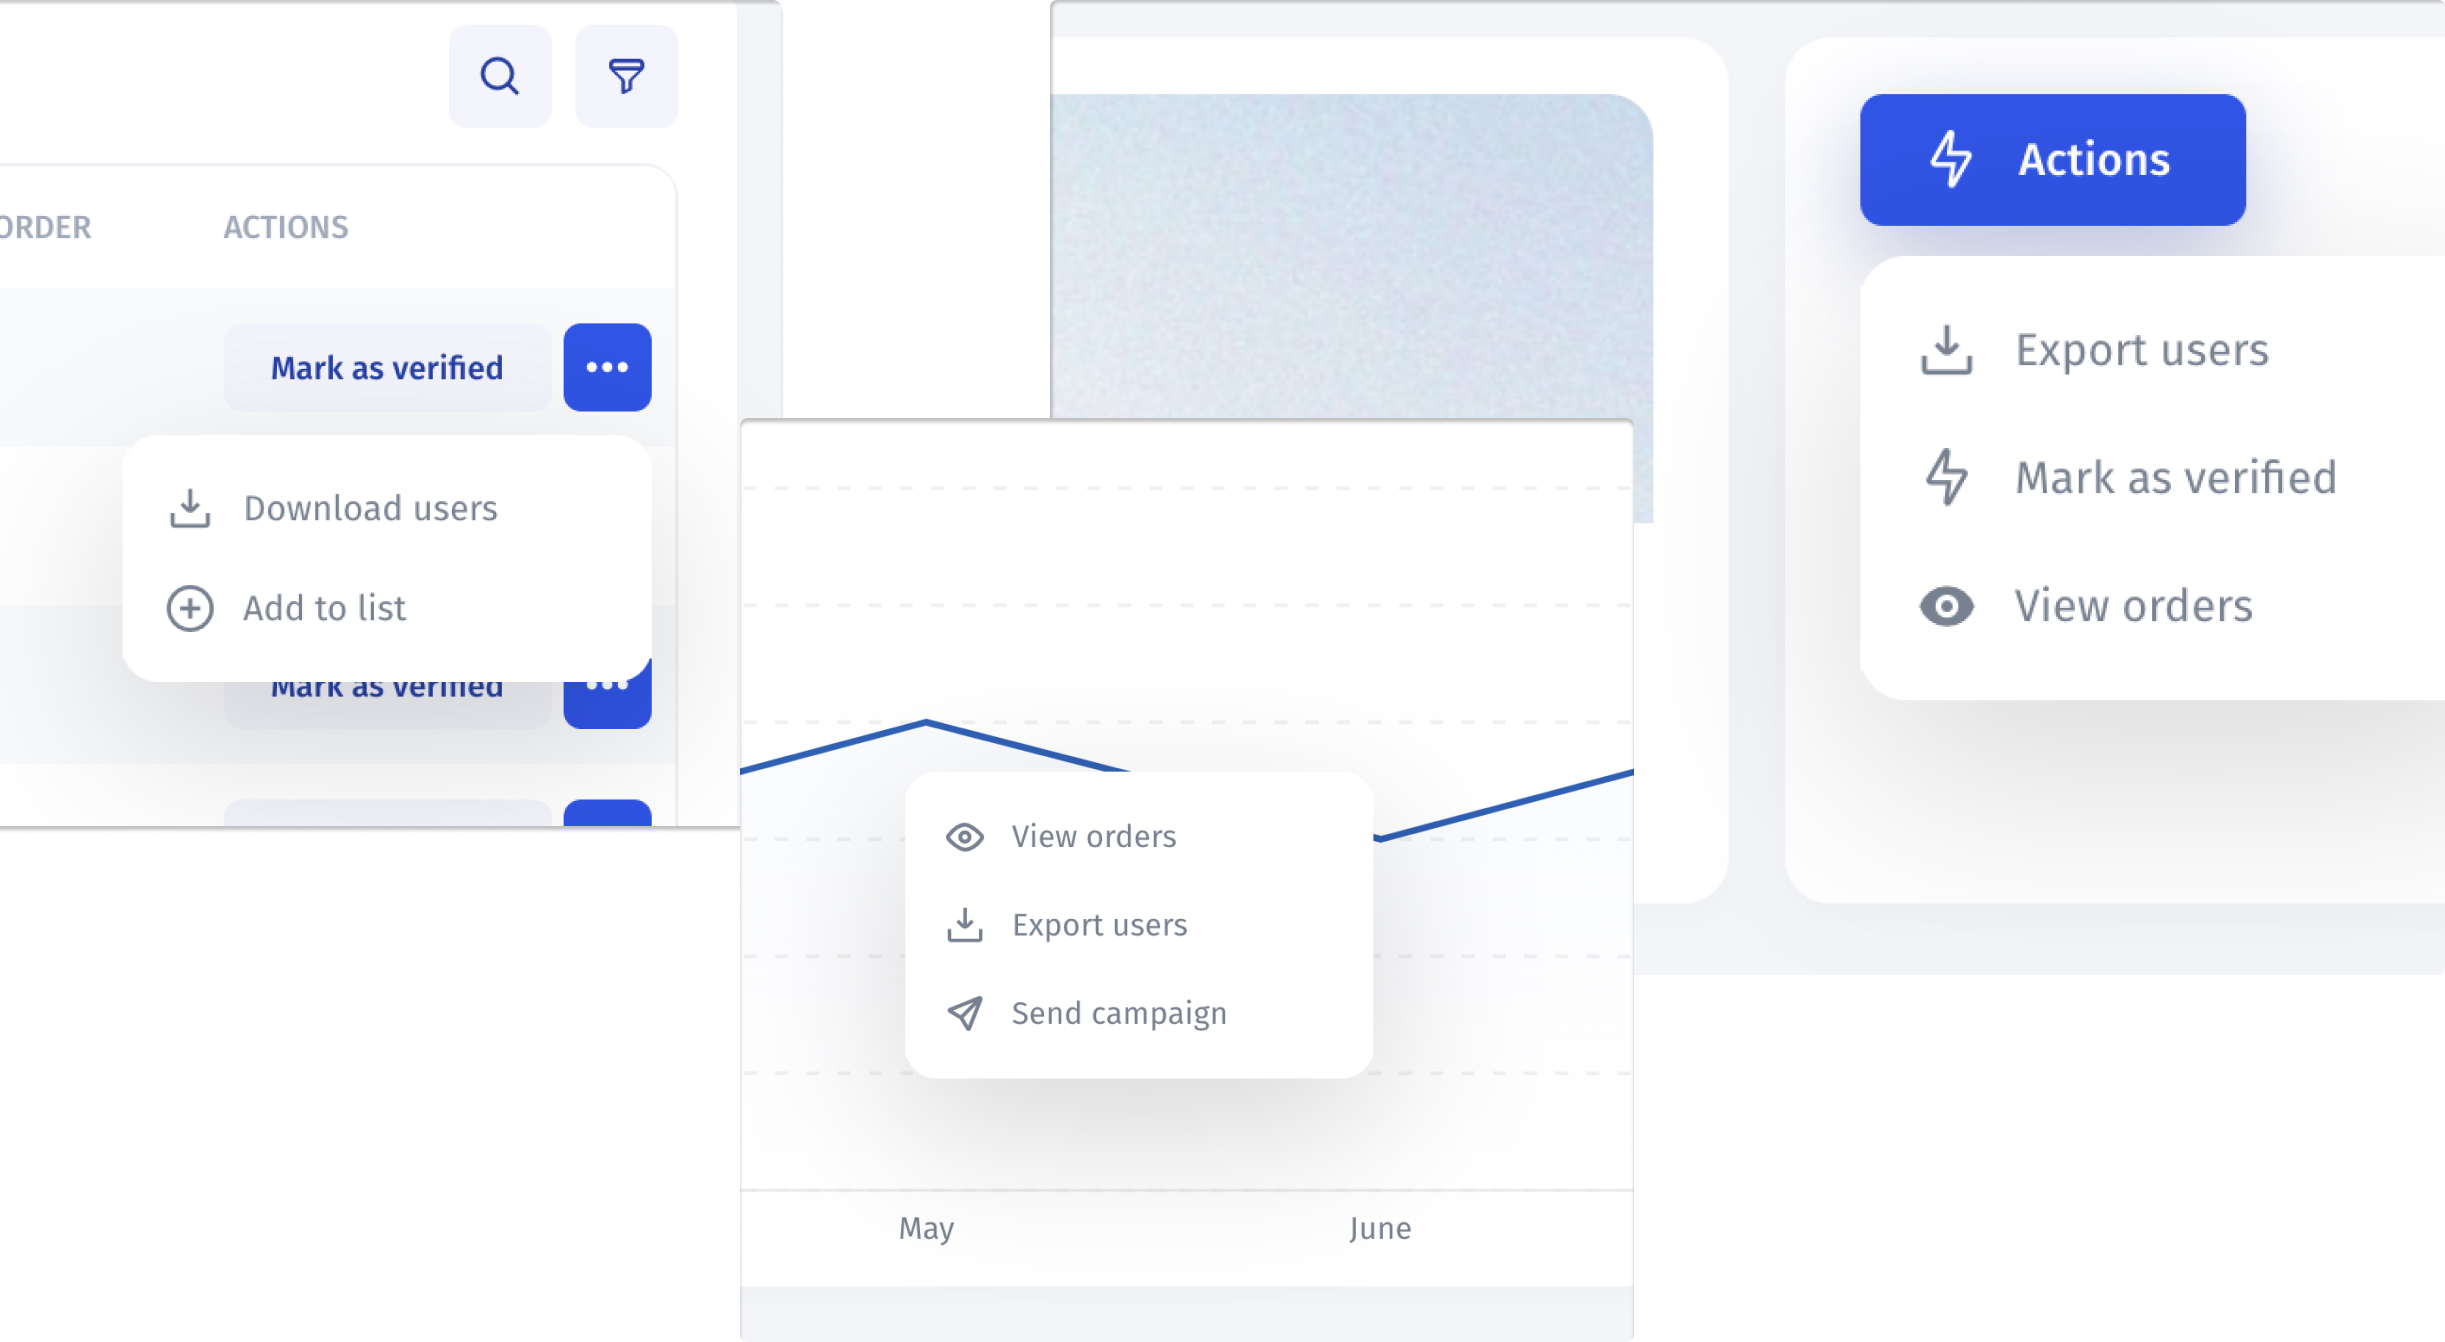 ORDER
ACTIONS
Mark as verified
Download users
Add to list
Mark as verified
Actions
Export users
Mark as verified
View orders
View orders
Export users
Send campaign
May
June